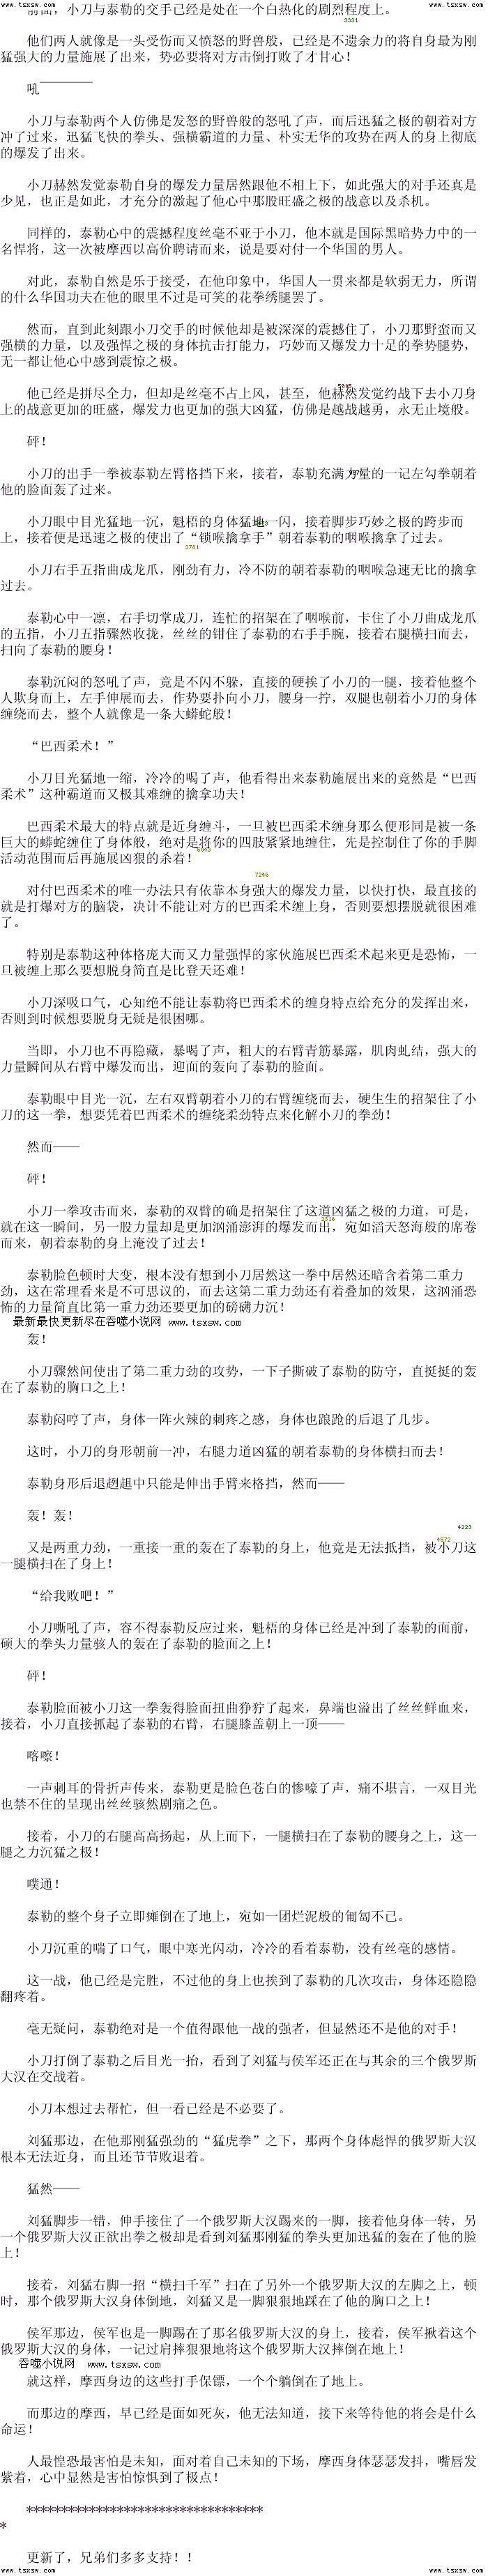 www.tsxsw.com www.tsxsw.com
，小刀与泰勒的交手已经是处在一个白热化的剧烈程度上。
3331
他们两人就像是一头受伤而又愤怒的野兽般，已经是不遗余力的将自身最为刚
猛强大的力量施展了出来，势必要将对方击倒打败了才甘心！
吼————
小刀与泰勒两个人仿佛是发怒的野兽般的怒吼了声，而后迅猛之极的朝着对方
冲了过来，迅猛飞快的拳头、强横霸道的力量、朴实无华的攻势在两人的身上彻底
的爆发了出来。
小刀赫然发觉泰勒自身的爆发力量居然跟他不相上下，如此强大的对手还真是
少见，也正是如此，才充分的激起了他心中那股旺盛之极的战意以及杀机。
同样的，泰勒心中的震撼程度丝毫不亚于小刀，他本就是国际黑暗势力中的一
名悍将，这一次被摩西以高价聘请而来，说是要对付一个华国的男人。
对此，泰勒自然是乐于接受，在他印象中，华国人一贯来都是软弱无力，所谓
的什么华国功夫在他的眼里不过是可笑的花拳绣腿罢了。
然而，直到此刻跟小刀交手的时候他却是被深深的震撼住了，小刀那野蛮而又
强横的力量，以及强悍之极的身体抗击打能力，巧妙而又爆发力十足的拳势腿势，
无一都让他心中感到震惊之极。
他已经是拼尽全力，但却是丝毫不占上风，甚至，他赫然发觉约战下去小刀身
上的战意更加的旺盛，爆发力也更加的强大凶猛，仿佛是越战越勇，永无止境般。
砰！
小刀的出手一拳被泰勒左臂格挡下来，接着，泰勒充满力量的一记左勾拳朝着
他的脸面轰了过来。
小刀眼中目光猛地一沉，魁梧的身体猛地一闪，接着脚步巧妙之极的跨步而
上，接着便是迅速之极的使出了“锁喉擒拿手”朝着泰勒的咽喉擒拿了过去。
3781
小刀右手五指曲成龙爪，刚劲有力，冷不防的朝着泰勒的咽喉急速无比的擒拿
过去。
泰勒心中一凛，右手切掌成刀，连忙的招架在了咽喉前，卡住了小刀曲成龙爪
的五指，小刀五指骤然收拢，丝丝的钳住了泰勒的右手手腕，接着右腿横扫而去，
扫向了泰勒的腰身！
泰勒沉闷的怒吼了声，竟是不闪不躲，直接的硬挨了小刀的一腿，接着他整个
人欺身而上，左手伸展而去，作势要扑向小刀，腰身一拧，双腿也朝着小刀的身体
缠绕而去，整个人就像是一条大蟒蛇般！
“巴西柔术！”
小刀目光猛地一缩，冷冷的喝了声，他看得出来泰勒施展出来的竟然是“巴西
柔术”这种霸道而又极其难缠的擒拿功夫！
巴西柔术最大的特点就是近身缠斗，一旦被巴西柔术缠身那么便形同是被一条
巨大的蟒蛇缠住了身体般，绝对是将你的四肢紧紧地缠住，先是控制住了你的手脚
活动范围而后再施展凶狠的杀着！
7246
对付巴西柔术的唯一办法只有依靠本身强大的爆发力量，以快打快，最直接的
就是打爆对方的脑袋，决计不能让对方的巴西柔术缠上身，否则要想摆脱就很困难
了。
特别是泰勒这种体格庞大而又力量强悍的家伙施展巴西柔术起来更是恐怖，一
旦被缠上那么要想脱身简直是比登天还难！
小刀深吸口气，心知绝不能让泰勒将巴西柔术的缠身特点给充分的发挥出来，
否则到时候想要脱身无疑是很困哪。
当即，小刀也不再隐藏，暴喝了声，粗大的右臂青筋暴露，肌肉虬结，强大的
力量瞬间从右臂中爆发而出，迎面的轰向了泰勒的脸面。
泰勒眼中目光一沉，左右双臂朝着小刀的右臂缠绕而去，硬生生的招架住了小
刀的这一拳，想要凭着巴西柔术的缠绕柔劲特点来化解小刀的拳劲！
然而——
砰！
小刀一拳攻击而来，泰勒的双臂的确是招架住了这道凶猛之极的力道，可是，
就在这一瞬间，另一股力量却是更加汹涌澎湃的爆发而出，宛如滔天怒海般的席卷
而来，朝着泰勒的身上淹没了过去！
泰勒脸色顿时大变，根本没有想到小刀居然这一拳中居然还暗含着第二重力
劲，这在常理看来是不可思议的，而去这第二重力劲还有着叠加的效果，这汹涌恐
怖的力量简直比第一重力劲还要更加的磅礴力沉！
最新最快更新尽在吞噬小说网 www.tsxsw.com
轰！
小刀骤然间使出了第二重力劲的攻势，一下子撕破了泰勒的防守，直挺挺的轰
在了泰勒的胸口之上！
泰勒闷哼了声，身体一阵火辣的刺疼之感，身体也踉跄的后退了几步。
这时，小刀的身形朝前一冲，右腿力道凶猛的朝着泰勒的身体横扫而去！
泰勒身形后退趔趄中只能是伸出手臂来格挡，然而——
轰！轰！
4223
又是两重力劲，一重接一重的轰在了泰勒的身上，他竟是无法抵挡，被小刀这
一腿横扫在了身上！
“给我败吧！”
小刀嘶吼了声，容不得泰勒反应过来，魁梧的身体已经是冲到了泰勒的面前，
硕大的拳头力量骇人的轰在了泰勒的脸面之上！
砰！
泰勒脸面被小刀这一拳轰得脸面扭曲狰狞了起来，鼻端也溢出了丝丝鲜血来，
接着，小刀直接抓起了泰勒的右臂，右腿膝盖朝上一顶——
喀嚓！
一声刺耳的骨折声传来，泰勒更是脸色苍白的惨嚎了声，痛不堪言，一双目光
也禁不住的呈现出丝丝骇然剧痛之色。
接着，小刀的右腿高高扬起，从上而下，一腿横扫在了泰勒的腰身之上，这一
腿之力沉猛之极！
噗通！
泰勒的整个身子立即瘫倒在了地上，宛如一团烂泥般的匍匐不已。
小刀沉重的喘了口气，眼中寒光闪动，冷冷的看着泰勒，没有丝毫的感情。
这一战，他已经是完胜，不过他的身上也挨到了泰勒的几次攻击，身体还隐隐
翻疼着。
毫无疑问，泰勒绝对是一个值得跟他一战的强者，但显然还不是他的对手！
小刀打倒了泰勒之后目光一抬，看到了刘猛与侯军还正在与其余的三个俄罗斯
大汉在交战着。
小刀本想过去帮忙，但一看已经是不必要了。
刘猛那边，在他那刚猛强劲的“猛虎拳”之下，那两个身体彪悍的俄罗斯大汉
根本无法近身，而且还节节败退着。
猛然——
刘猛脚步一错，伸手接住了一个俄罗斯大汉踢来的一脚，接着他身体一转，另
一个俄罗斯大汉正欲出拳之极却是看到刘猛那刚猛的拳头更加迅猛的轰在了他的脸
上！
接着，刘猛右脚一招“横扫千军”扫在了另外一个俄罗斯大汉的左脚之上，顿
时，那个俄罗斯大汉身体倒地，刘猛又是一脚狠狠地踩在了他的胸口之上！
侯军那边，侯军也是一脚踢在了那名俄罗斯大汉的身上，接着，侯军揪着这个
俄罗斯大汉的身体，一记过肩摔狠狠地将这个俄罗斯大汉摔倒在地上！
吞噬小说网 www.tsxsw.com
就这样，摩西身边的这些打手保镖，一个个躺倒在了地上。
而那边的摩西，早已经是面如死灰，他无法知道，接下来等待他的将会是什么
命运！
人最惶恐最害怕是未知，面对着自己未知的下场，摩西身体瑟瑟发抖，嘴唇发
紫着，心中显然是害怕惊惧到了极点！
**********************************
*
更新了，兄弟们多多支持！！
www.tsxsw.com www.tsxsw.com